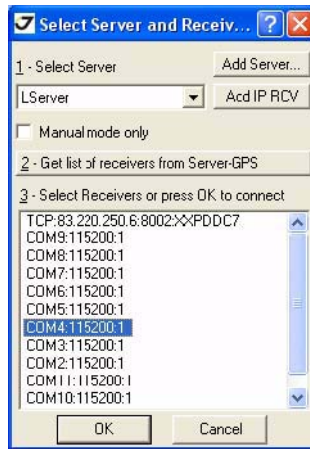 Select Server and Receiv...
1 - Select Server
Add Server...
LServer
Acd IP RCV
Manual mode only
2 - Get list of receivers from Server-GPS
3 - Select Receivers or press OK to connect
TCP:83.220.250.6:8002:XXPDDC7
COM9:115200:1
COM8:115200:1
COM7:115200:1
COM6:115200:1
COM5:115200:1
COM4:115200:1
COM3:115200:1
COM2:115200:1
COM11:115200:1
COM10:115200:1
OK
Cancel